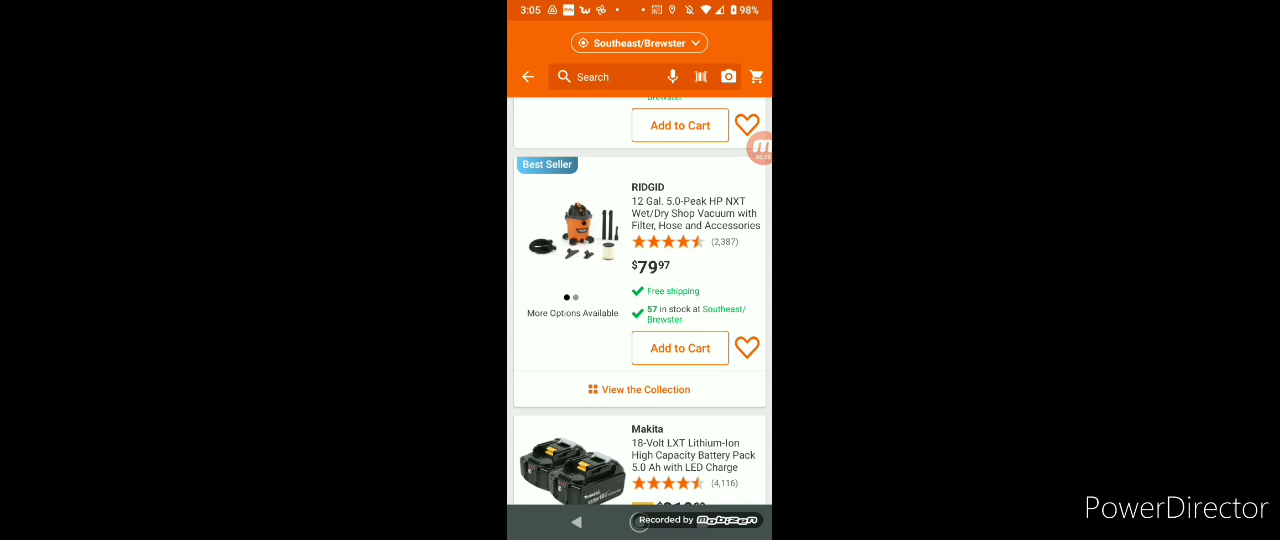 3:05
98%
Southeast/Brewster
Search
Brewster
Add to Cart
Best Seller
RIDGID
12 Gal. 5.0-Peak HP NXT
Wet/Dry Shop Vacuum with
Filter, Hose and Accessories
(2,387)
$7997
Free shipping
57 in stock at Southeast/
Brewster
More Options Available
Add to Cart
View the Collection
Makita
18-Volt LXT Lithium-Ion
High Capacity Battery Pack
5.0 Ah with LED Charge
(4,116)
Recorded by mobizen
PowerDirector